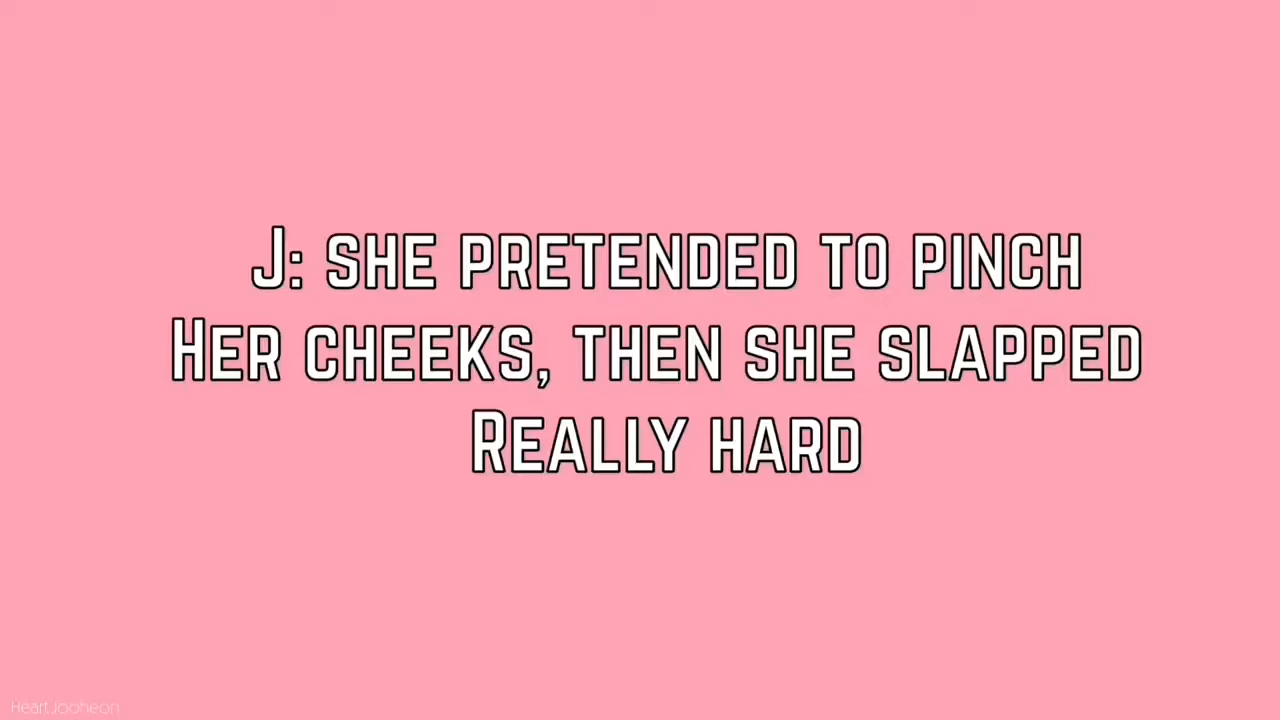 J: SHE PRETENDED TO PINCH
HER CHEEKS, THEN SHE SLAPPED
REALLY HARD
Heart Jooheon